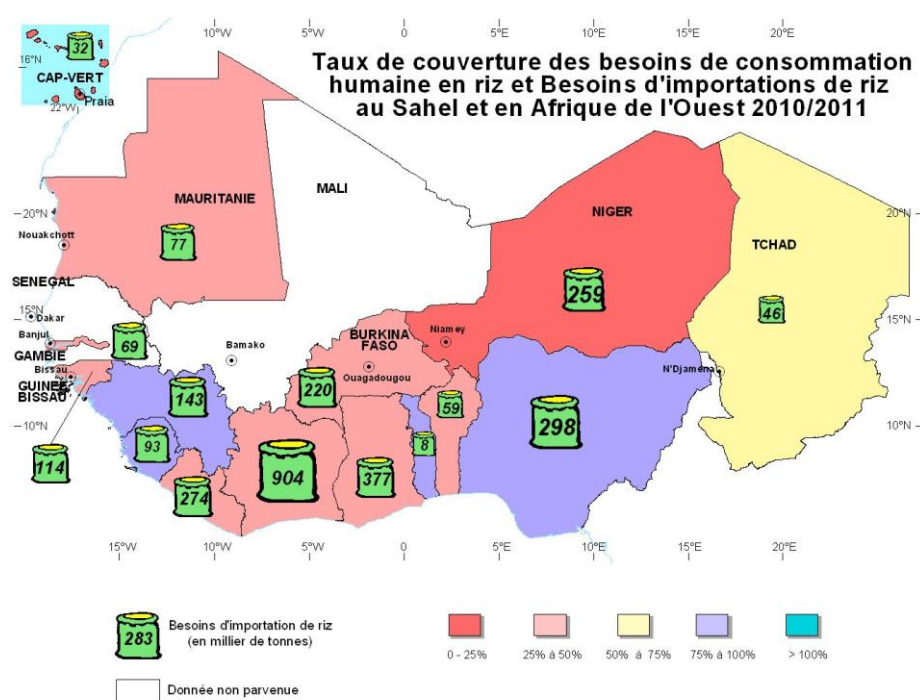 10°W
5°W
0
5°E
10°E
15°E
20°E
Taux de couverture des besoins de consommation
humaine en riz et Besoins d'importations de riz
au Sahel et en Afrique de l'Ouest 2010/2011
32
16°N
CAP-VERT
Praia
22°W
MAURITANIE
MALI
NIGER
TCHAD
20°N
20°N
Nouakchott
77
259
46
SENEGAL
15°N
15°N
Dakar
Banjul
GAMBIE
69
Bamako
BURKINA
FASO
Niamey
Ouagadougou
N'Djaména
Bissau
GUINEE
BISSAU
143
220
59
298
10°N
10°N
93
8
114
274
904
377
15°W
10°W
5°W
0
5°E
10°E
15°E
20°E
283
Besoins d'importation de riz
(en millier de tonnes)
0 - 25%
25% à 50%
50% à 75%
75% à 100%
> 100%
Donnée non parvenue